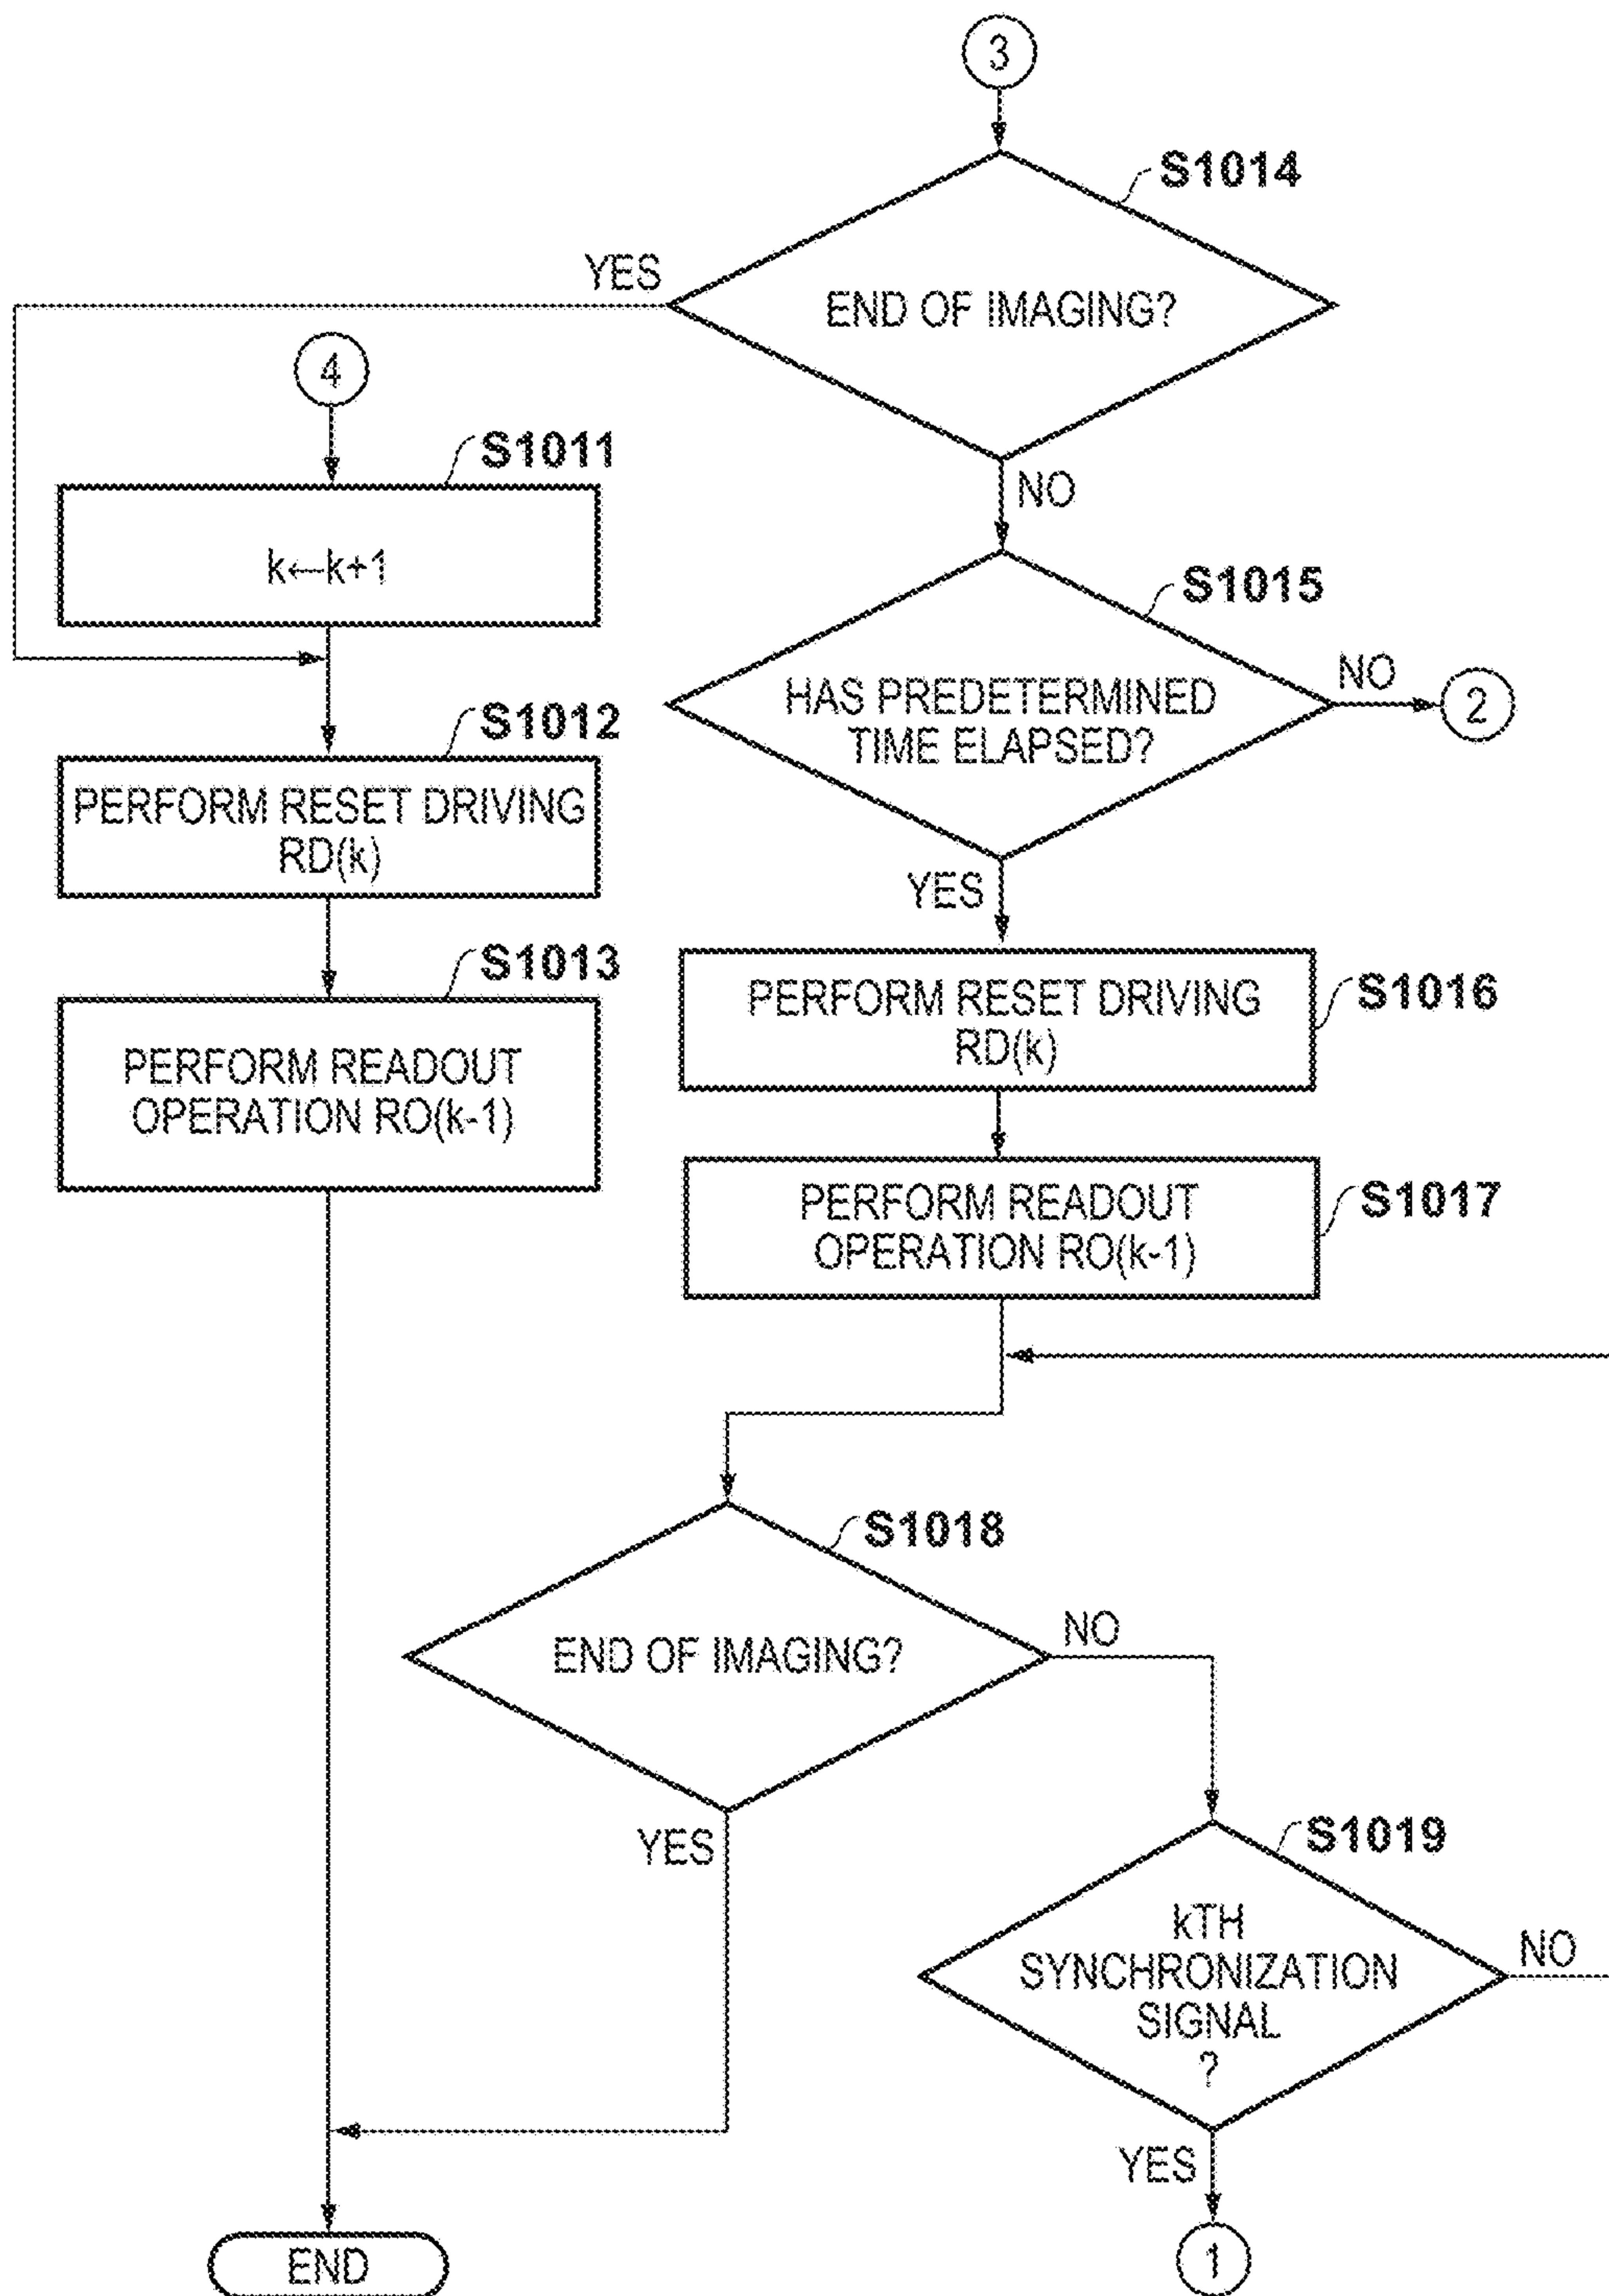 3
S1014
YES
END OF IMAGING?
4
NO
S1011
k←k+1
S1015
HAS PREDETERMINED
TIME ELAPSED?
NO
2
S1012
PERFORM RESET DRIVING
RD(k)
YES
S1013
PERFORM READOUT
OPERATION RO(k-1)
PERFORM RESET DRIVING
RD(k)
S1016
PERFORM READOUT
OPERATION RO(k-1)
S1017
S1018
END OF IMAGING?
NO
YES
S1019
kTH
SYNCHRONIZATION
SIGNAL
?
NO
YES
END
1